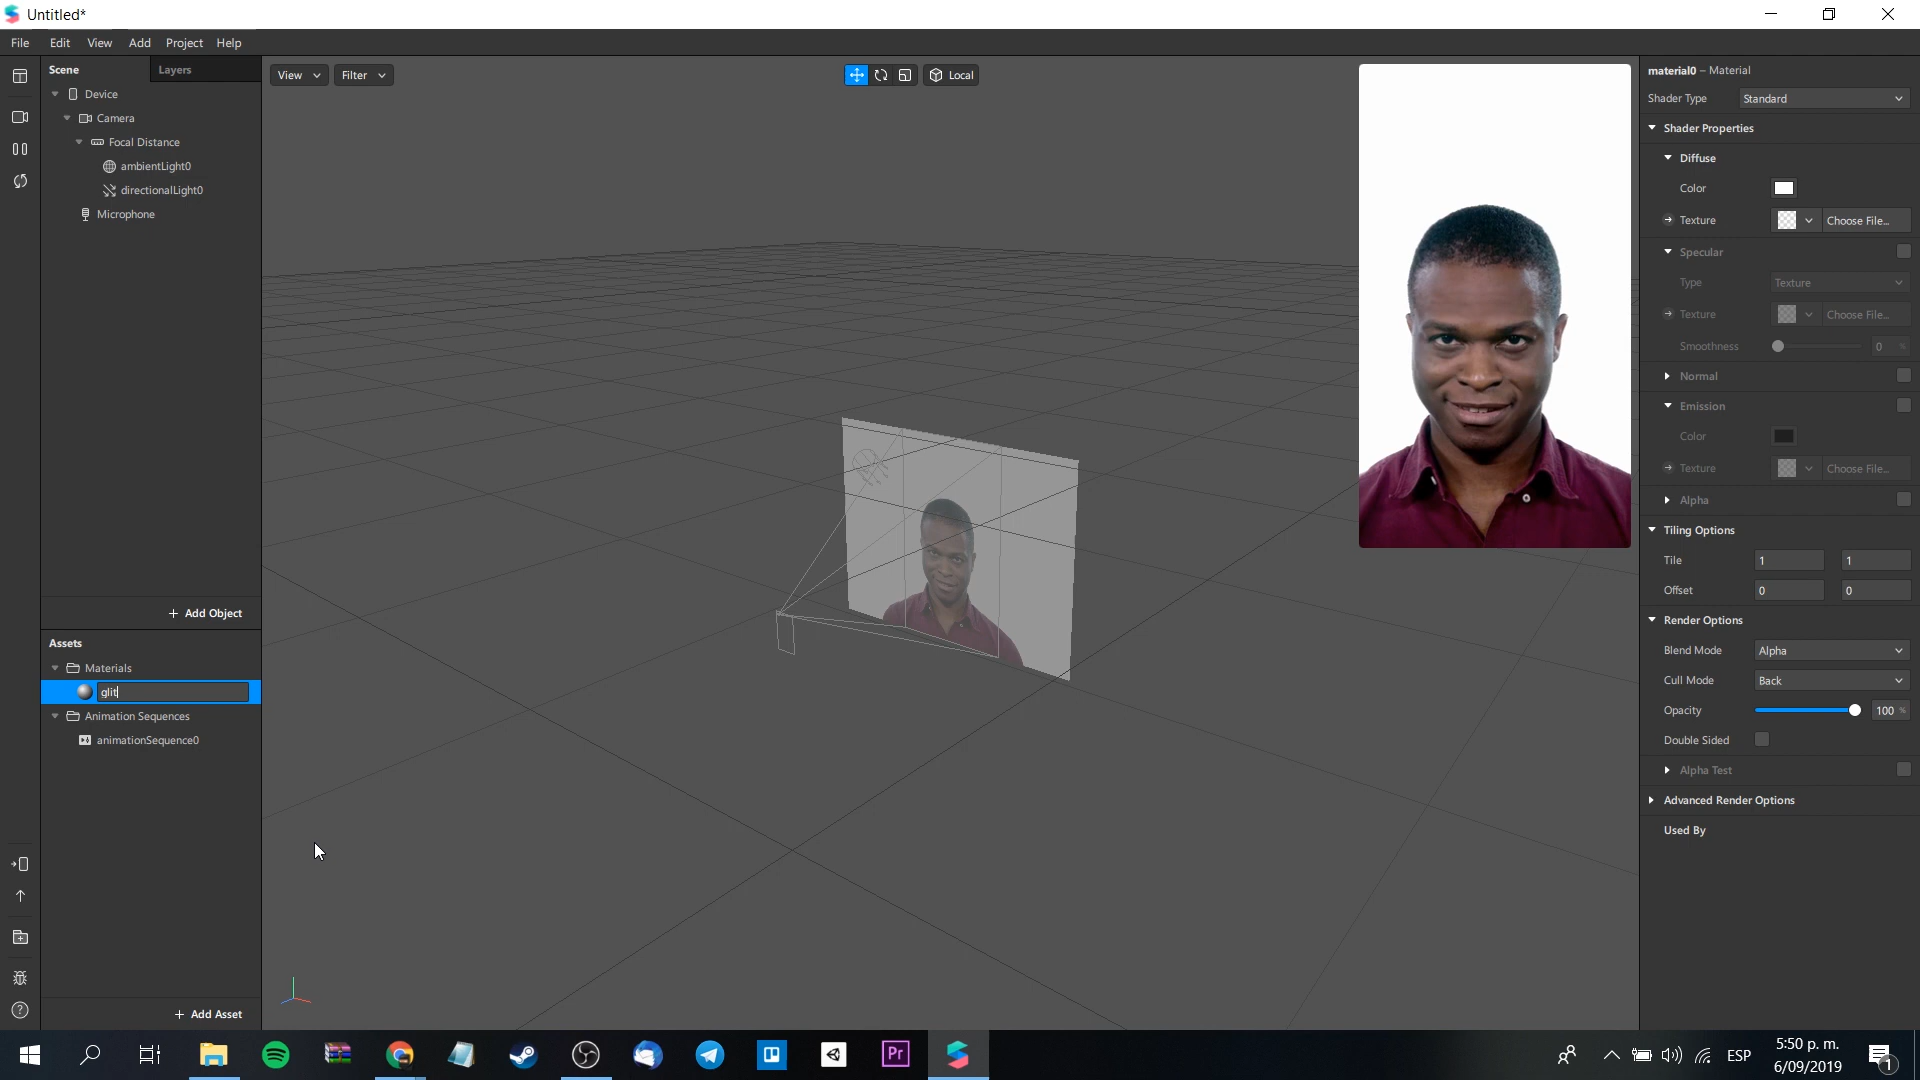 Untitled*
File Edit View Add Project Help
Scene Layers
Device
Camera
Focal Distance
ambientLight0
directionalLight0
Microphone
+ Add Object
Assets
Materials
glit
Animation Sequences
animationSequence0
+ Add Asset
View Filter
Local
material0 – Material
Shader Type Standard
Shader Properties
Diffuse
Color
Texture Choose File...
Specular
Type Texture
Texture Choose File...
Smoothness 0 %
Normal
Emission
Color
Texture Choose File...
Alpha
Tiling Options
Tile 1 1
Offset 0 0
Render Options
Blend Mode Alpha
Cull Mode Back
Opacity 100 %
Double Sided
Alpha Test
Advanced Render Options
Used By
Pr
ESP
5:50 p. m.
6/09/2019
1